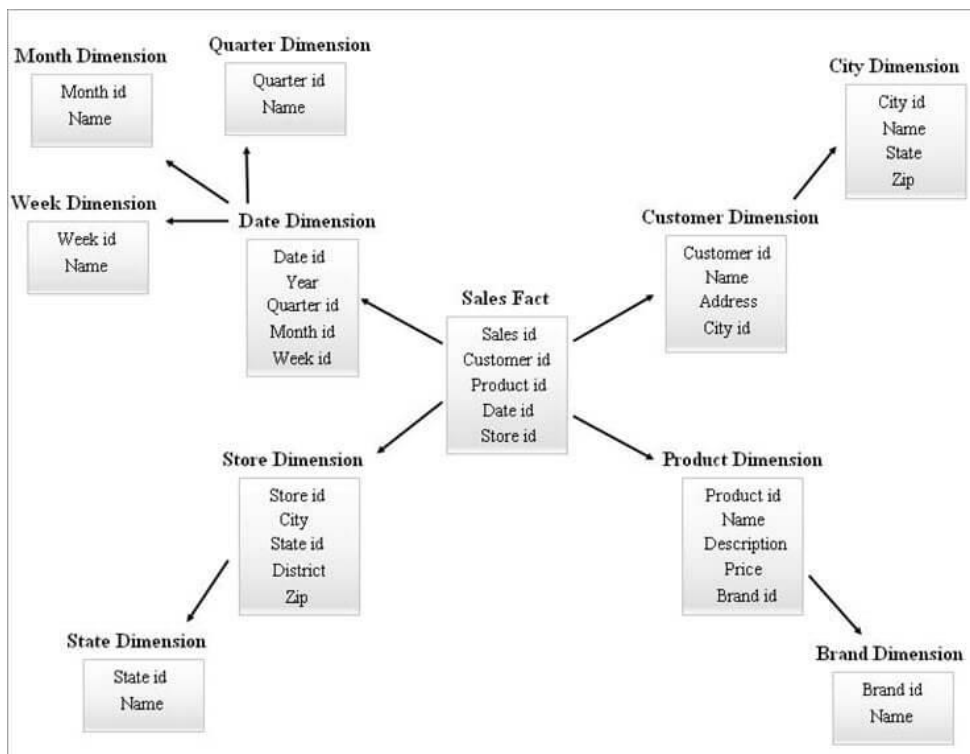 Month Dimension
Month id
Name
Quarter Dimension
Quarter id
Name
City Dimension
City id
Name
State
Zip
Week Dimension
Week id
Name
Date Dimension
Date id
Year
Quarter id
Month id
Week id
Customer Dimension
Customer id
Name
Address
City id
Sales Fact
Sales id
Customer id
Product id
Date id
Store id
Store Dimension
Store id
City
State id
District
Zip
Product Dimension
Product id
Name
Description
Price
Brand id
State Dimension
State id
Name
Brand Dimension
Brand id
Name